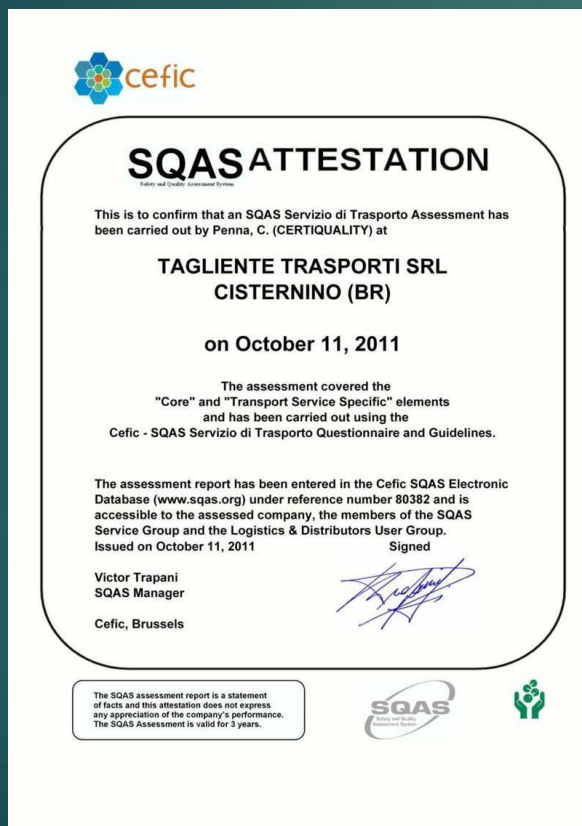 cefic
SQAS ATTESTATION
Safety and Quality Assessment System
This is to confirm that an SQAS Servizio di Trasporto Assessment has
been carried out by Penna, C. (CERTIQUALITY) at
TAGLIENTE TRASPORTI SRL
CISTERNINO (BR)
on October 11, 2011
The assessment covered the
"Core" and "Transport Service Specific" elements
and has been carried out using the
Cefic - SQAS Servizio di Trasporto Questionnaire and Guidelines.
The assessment report has been entered in the Cefic SQAS Electronic
Database (www.sqas.org) under reference number 80382 and is
accessible to the assessed company, the members of the SQAS
Service Group and the Logistics & Distributors User Group.
Issued on October 11, 2011 Signed
Victor Trapani
SQAS Manager
Cefic, Brussels
The SQAS assessment report is a statement
of facts and this attestation does not express
any appreciation of the company's performance.
The SQAS Assessment is valid for 3 years.
SQAS
Safety and Quality
Assessment System